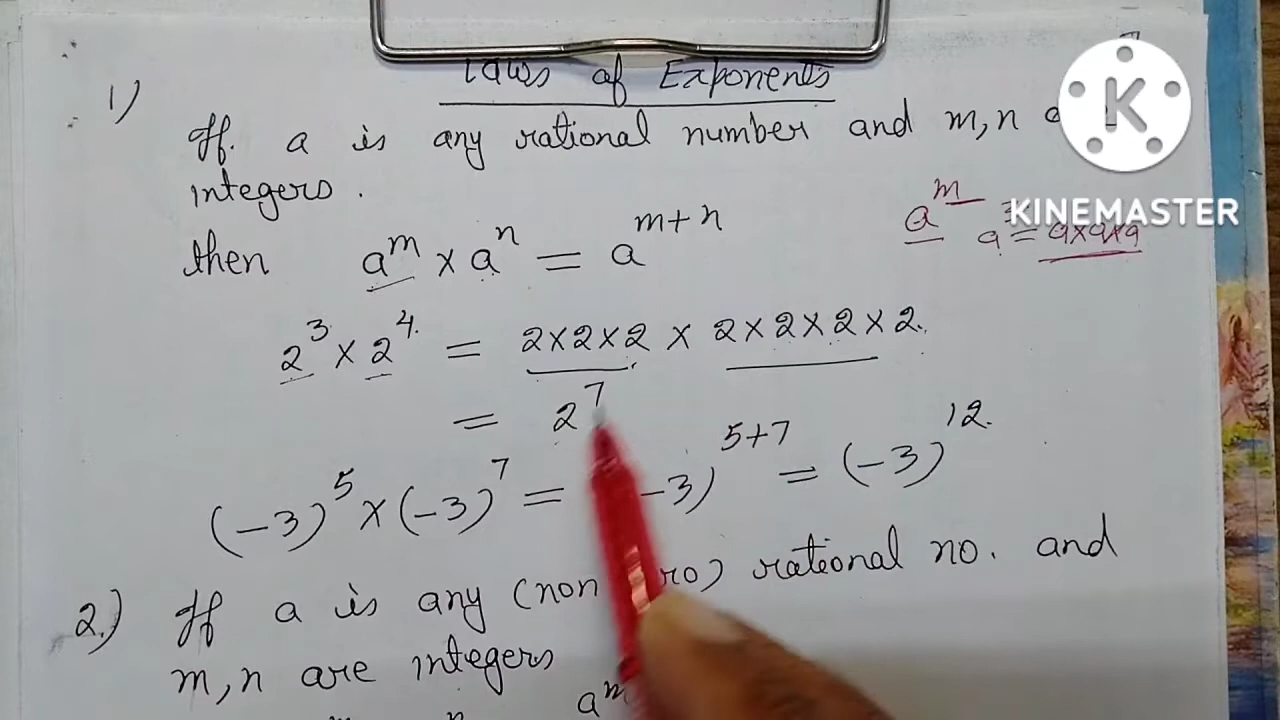 Laws of Exponents
1) If a is any rational number and m, n
integers.
then a^m × a^n = a^(m+n)
a^m a^3 = a×a×a
KINEMASTER
2^3 × 2^4 = 2×2×2 × 2×2×2×2.
= 2^7
(-3)^5 × (-3)^7 = -3)^(5+7) = (-3)^12.
2.) If a is any (non ro) rational no. and
m, n are integers
a^m